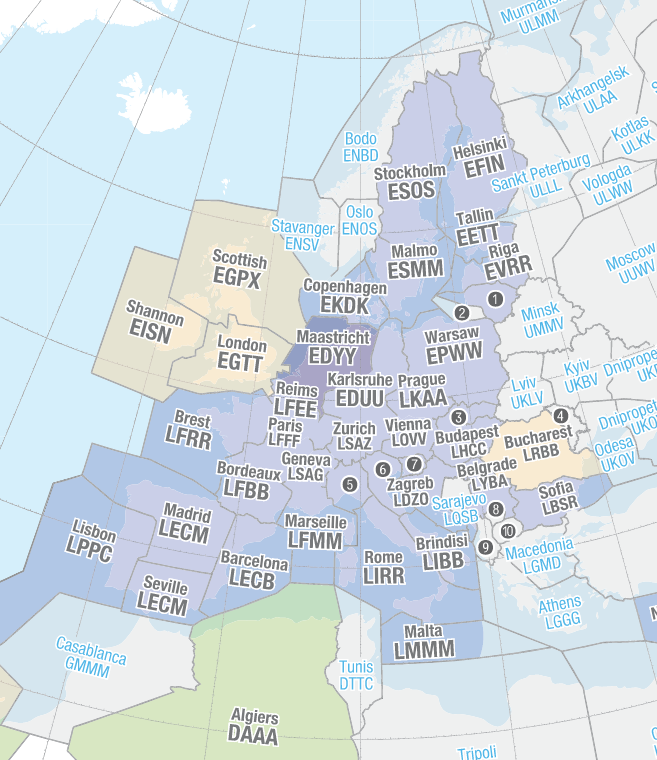 Murmansk
ULMM
Arkhangelsk
ULAA
Kotlas
ULKK
Bodo
ENBD
Helsinki
EFIN
Stockholm
ESOS
Sankt Peterburg
ULLL
Vologda
ULWW
Oslo
ENOS
Stavanger
ENSV
Tallin
EETT
Scottish
EGPX
Malmo
ESMM
Riga
EVRR
Moscow
UUWV
Copenhagen
EKDK
1
2
Minsk
UMMV
Shannon
EISN
London
EGTT
Maastricht
EDYY
Warsaw
EPWW
Kyiv
UKBV
Dniprope
UKD
Lviv
UKLV
Reims
LFEE
Karlsruhe
EDUU
Prague
LKAA
Brest
LFRR
Paris
LFFF
Zurich
LSAZ
Vienna
LOVV
3
4
Budapest
LHCC
Bucharest
LRBB
Dnipropet
UKO
Odesa
UKOV
Bordeaux
LFBB
Geneva
LSAG
5
6
7
Zagreb
LDZO
Belgrade
LYBA
Sarajevo
LQSB
8
Sofia
LBSR
Lisbon
LPPC
Madrid
LECM
Marseille
LFMM
Brindisi
LIBB
9
10
Macedonia
LGMD
Barcelona
LECB
Rome
LIRR
Seville
LECM
Athens
LGGG
Malta
LMMM
Casablanca
GMMM
Tunis
DTTC
Algiers
DAAA
Tripoli